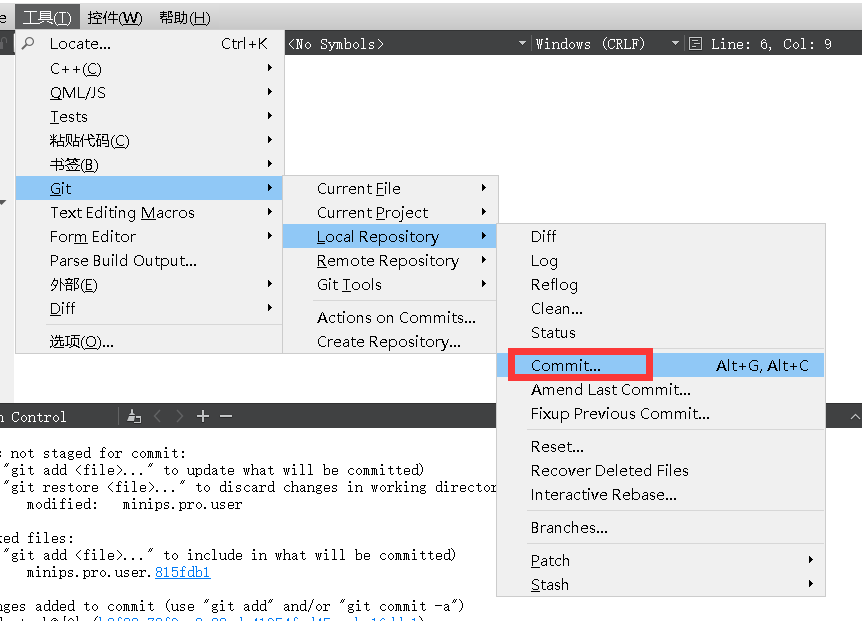 e 工具(T) 控件(W) 帮助(H)
<No Symbols> Windows (CRLF) Line: 6, Col: 9
Locate... Ctrl+K
C++(C)
QML/JS
Tests
粘贴代码(C)
书签(B)
Git
Text Editing Macros
Form Editor
Parse Build Output...
外部(E)
Diff
选项(O)...
Current File
Current Project
Local Repository
Remote Repository
Git Tools
Actions on Commits...
Create Repository...
Diff
Log
Reflog
Clean...
Status
Commit... Alt+G, Alt+C
Amend Last Commit...
Fixup Previous Commit...
Reset...
Recover Deleted Files
Interactive Rebase...
Branches...
Patch
Stash
n Control
s not staged for commit:
"git add <file>..." to update what will be committed)
"git restore <file>..." to discard changes in working director
modified: minips.pro.user
ked files:
"git add <file>..." to include in what will be committed)
minips.pro.user.815fdb1
nges added to commit (use "git add" and/or "git commit -a")